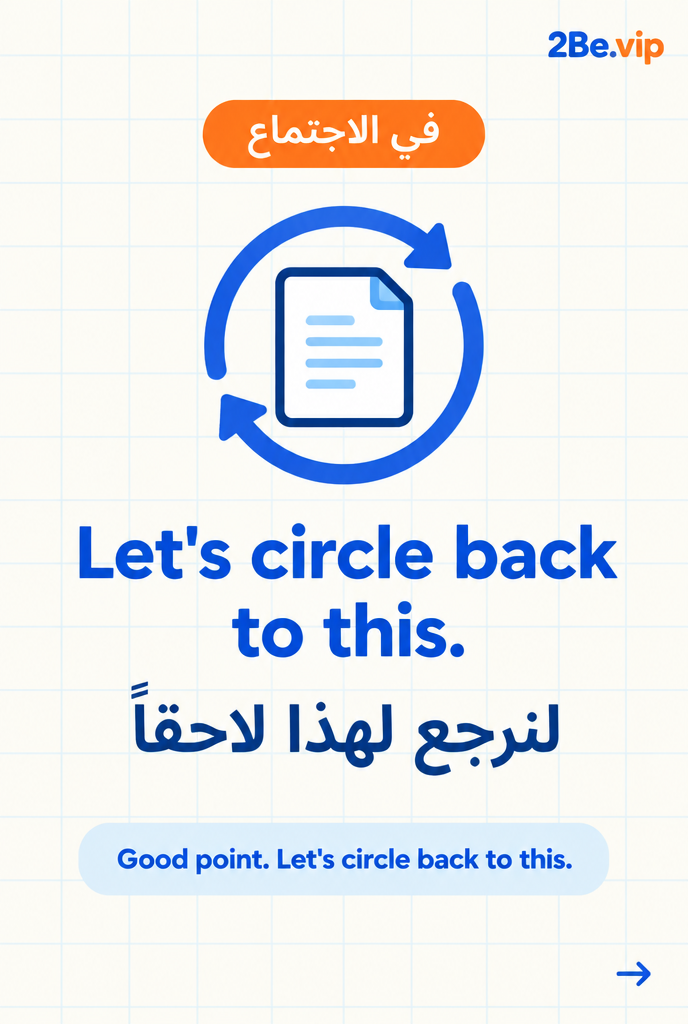 2Be.vip
في الاجتماع
Let's circle back
to this.
لنرجع لهذا لاحقاً
Good point. Let's circle back to this.